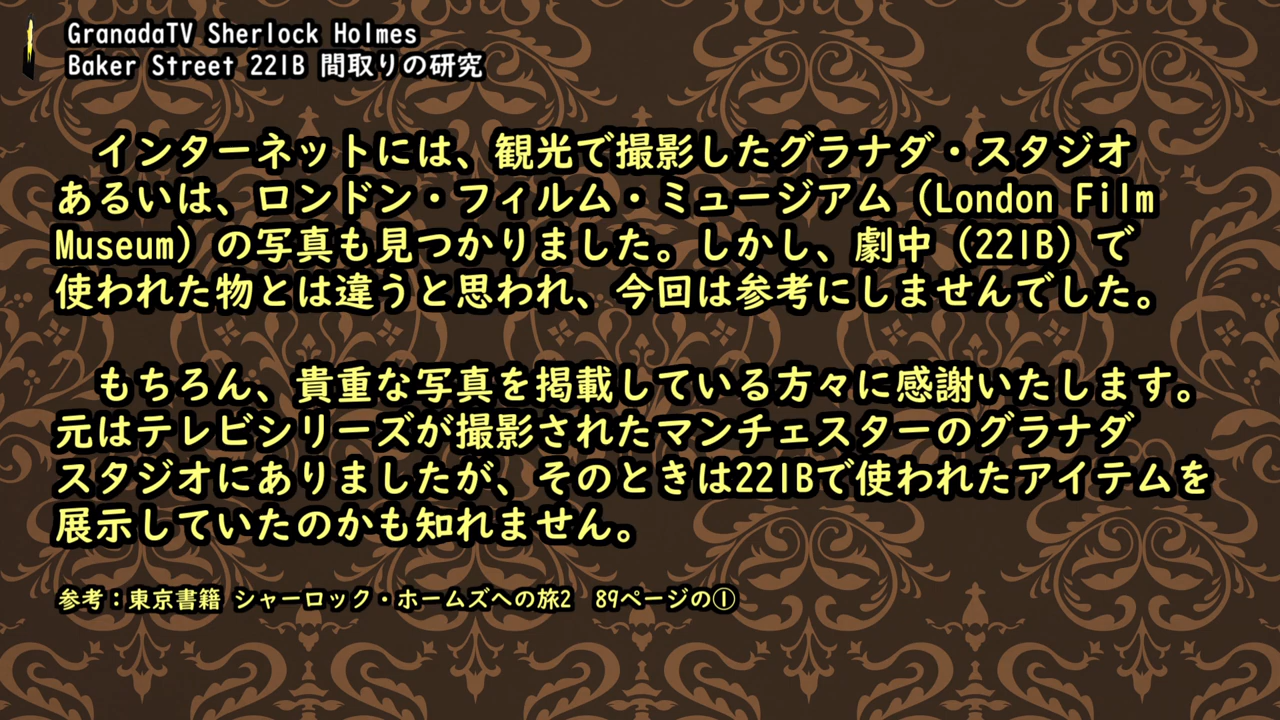 GranadaTV Sherlock Holmes
Baker Street 221B 間取りの研究
インターネットには、観光で撮影したグラナダ・スタジオ
あるいは、ロンドン・フィルム・ミュージアム（London Film
Museum）の写真も見つかりました。しかし、劇中（221B）で
使われた物とは違うと思われ、今回は参考にしませんでした。
もちろん、貴重な写真を掲載している方々に感謝いたします。
元はテレビシリーズが撮影されたマンチェスターのグラナダ
スタジオにありましたが、そのときは221Bで使われたアイテムを
展示していたのかも知れません。
参考：東京書籍 シャーロック・ホームズへの旅2　89ページの①